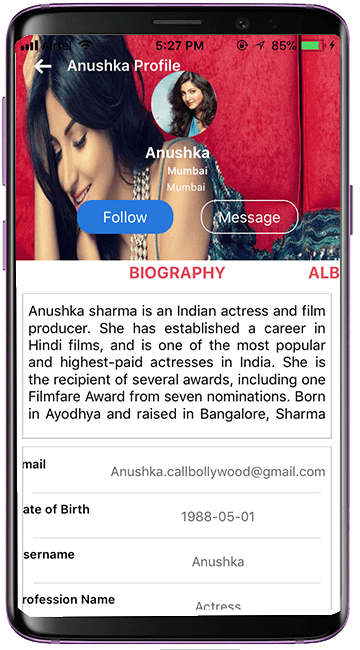 Airtel 5:27 PM 85%
Anushka Profile
Anushka
Mumbai
Mumbai
Follow Message
BIOGRAPHY ALB
Anushka sharma is an Indian actress and film
producer. She has established a career in
Hindi films, and is one of the most popular
and highest-paid actresses in India. She is
the recipient of several awards, including one
Filmfare Award from seven nominations. Born
in Ayodhya and raised in Bangalore, Sharma
mail Anushka.callbollywood@gmail.com
ate of Birth 1988-05-01
sername Anushka
rofession Name Actress